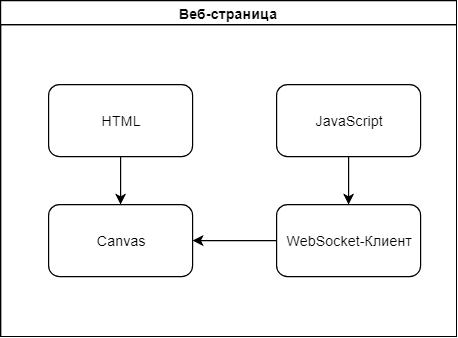 Веб-страница
HTML
JavaScript
Canvas
WebSocket-Клиент